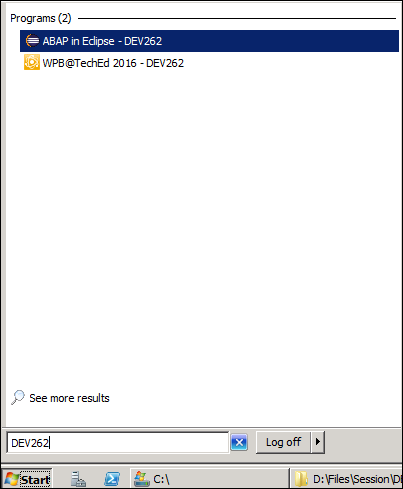 Programs (2)
ABAP in Eclipse - DEV262
WPB@TechEd 2016 - DEV262
See more results
DEV262
Log off
Start
C:\
D:\Files\Session\DE